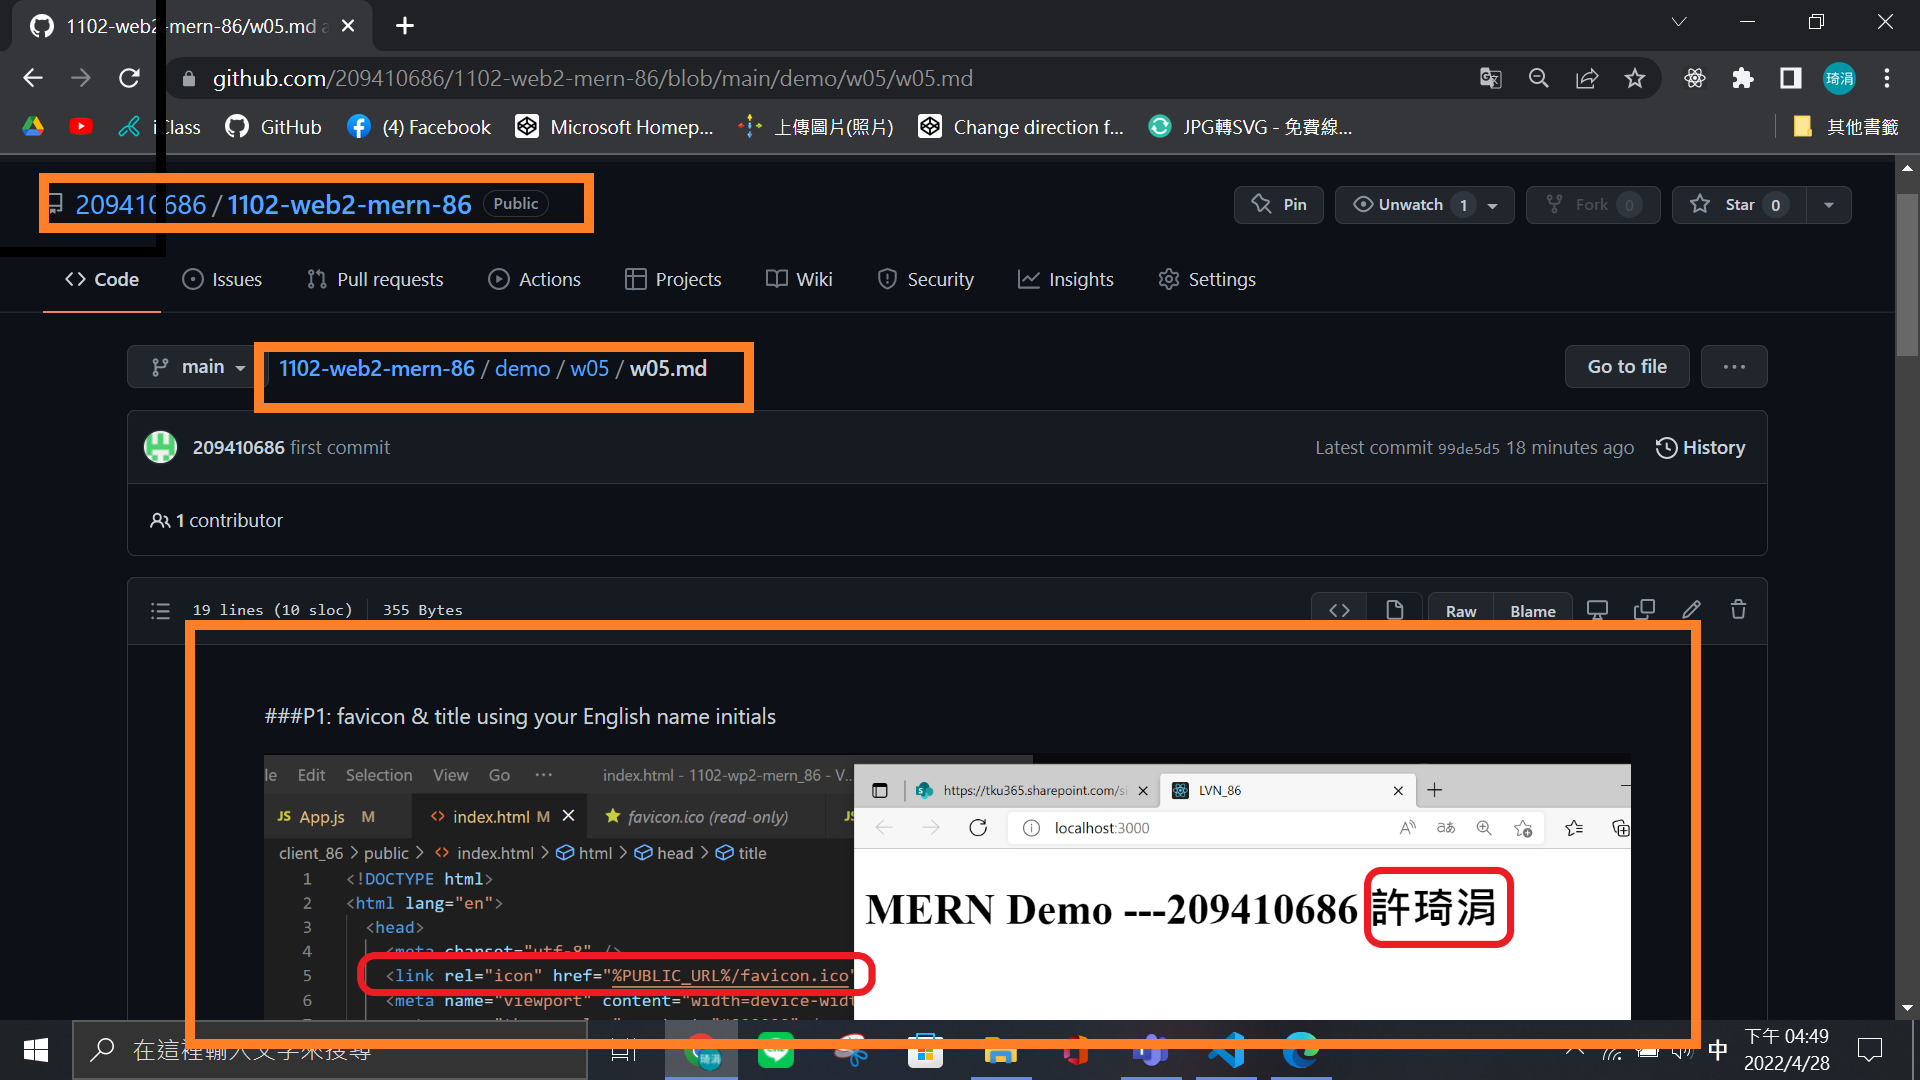 1102-web2-mern-86/w05.md a
github.com/209410686/1102-web2-mern-86/blob/main/demo/w05/w05.md
琦涓
iClass GitHub (4) Facebook Microsoft Homep... 上傳圖片(照片) Change direction f... JPG轉SVG - 免費線... 其他書籤
209410686 / 1102-web2-mern-86 Public
Pin Unwatch 1 Fork 0 Star 0
Code Issues Pull requests Actions Projects Wiki Security Insights Settings
main 1102-web2-mern-86 / demo / w05 / w05.md Go to file ...
209410686 first commit Latest commit 99de5d5 18 minutes ago History
1 contributor
19 lines (10 sloc) 355 Bytes <> Raw Blame
###P1: favicon & title using your English name initials
le Edit Selection View Go ... index.html - 1102-wp2-mern_86 - V...
JS App.js M <> index.html M favicon.ico (read-only) JS
client_86 > public > <> index.html > html > head > title
1 <!DOCTYPE html>
2 <html lang="en">
3 <head>
4 <meta charset="utf-8" />
5 <link rel="icon" href="%PUBLIC_URL%/favicon.ico"
6 <meta name="viewport" content="width=device-widt
https://tku365.sharepoint.com/si LVN_86
localhost:3000
MERN Demo ---209410686 許琦涓
在這裡輸入文字來搜尋
琦涓
中
下午 04:49
2022/4/28